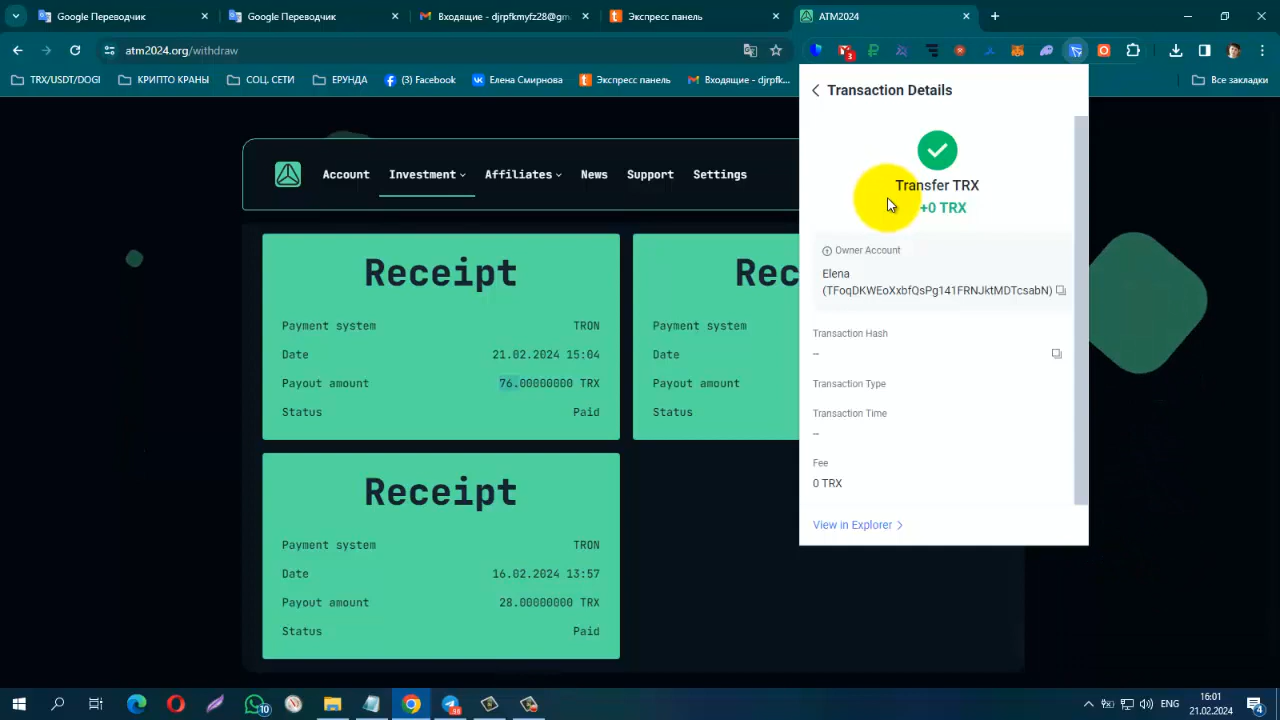 Google Переводчик
Google Переводчик
Входящие - djrpfkmyfz28@gm
Экспресс панель
ATM2024
atm2024.org/withdraw
3
TRX/USDT/DOGI
КРИПТО КРАНЫ
СОЦ. СЕТИ
ЕРУНДА
(3) Facebook
Елена Смирнова
Экспресс панель
Входящие - djrpfkmyfz
Все закладки
Account
Investment
Affiliates
News
Support
Settings
Receipt
Payment system TRON
Date 21.02.2024 15:04
Payout amount 76.00000000 TRX
Status Paid
Rec
Payment system
Date
Payout amount
Status
Receipt
Payment system TRON
Date 16.02.2024 13:57
Payout amount 28.00000000 TRX
Status Paid
Transaction Details
Transfer TRX
+0 TRX
Owner Account
Elena
(TFoqDKWEoXxbfQsPg141FRNJktMDTcsabN)
Transaction Hash
–
Transaction Type
Transaction Time
–
Fee
0 TRX
View in Explorer
10
98
ENG
16:01
21.02.2024
4